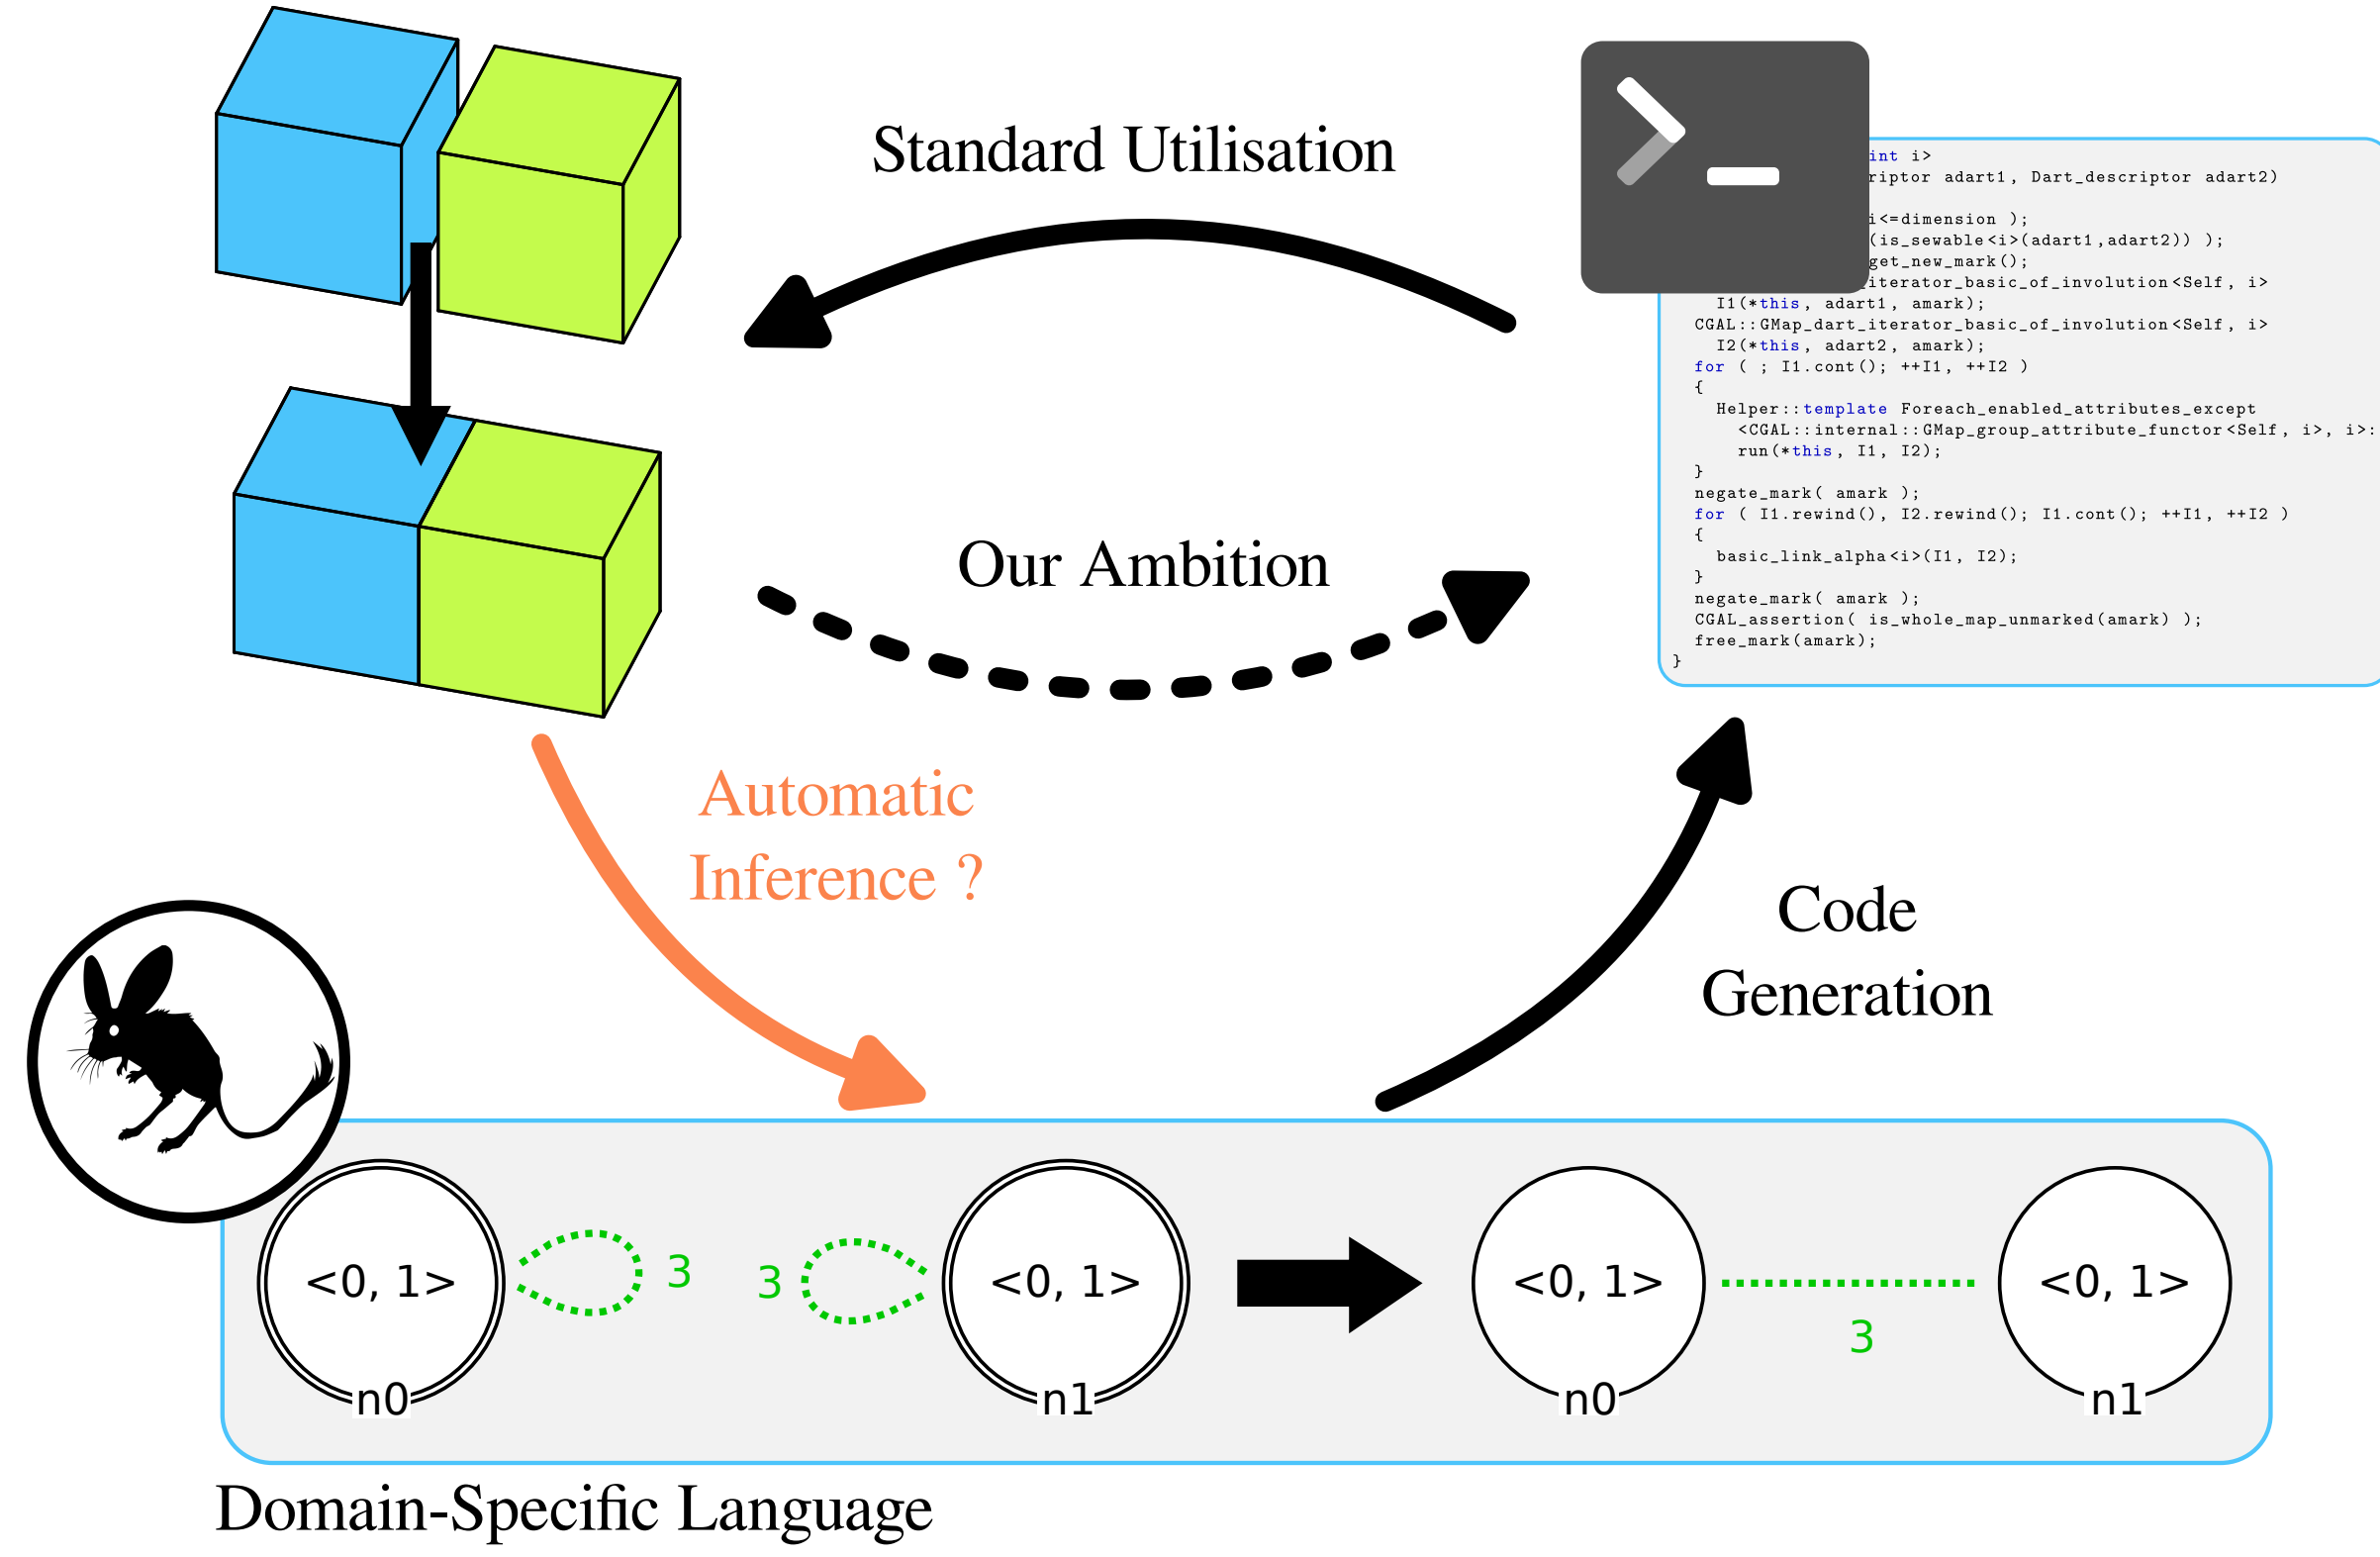 Standard Utilisation
int i>
riptor adart1, Dart_descriptor adart2)
i<=dimension );
(is_sewable<i>(adart1,adart2)) );
get_new_mark();
iterator_basic_of_involution<Self, i>
I1(*this, adart1, amark);
CGAL::GMap_dart_iterator_basic_of_involution<Self, i>
I2(*this, adart2, amark);
for ( ; I1.cont(); ++I1, ++I2 )
{
Helper::template Foreach_enabled_attributes_except
<CGAL::internal::GMap_group_attribute_functor<Self, i>, i>:
run(*this, I1, I2);
}
negate_mark( amark );
for ( I1.rewind(), I2.rewind(); I1.cont(); ++I1, ++I2 )
{
basic_link_alpha<i>(I1, I2);
}
negate_mark( amark );
CGAL_assertion( is_whole_map_unmarked(amark) );
free_mark(amark);
}
Our Ambition
Automatic
Inference ?
Code
Generation
<0, 1> 3 3 <0, 1> <0, 1> <0, 1>
3
n0 n1 n0 n1
Domain-Specific Language